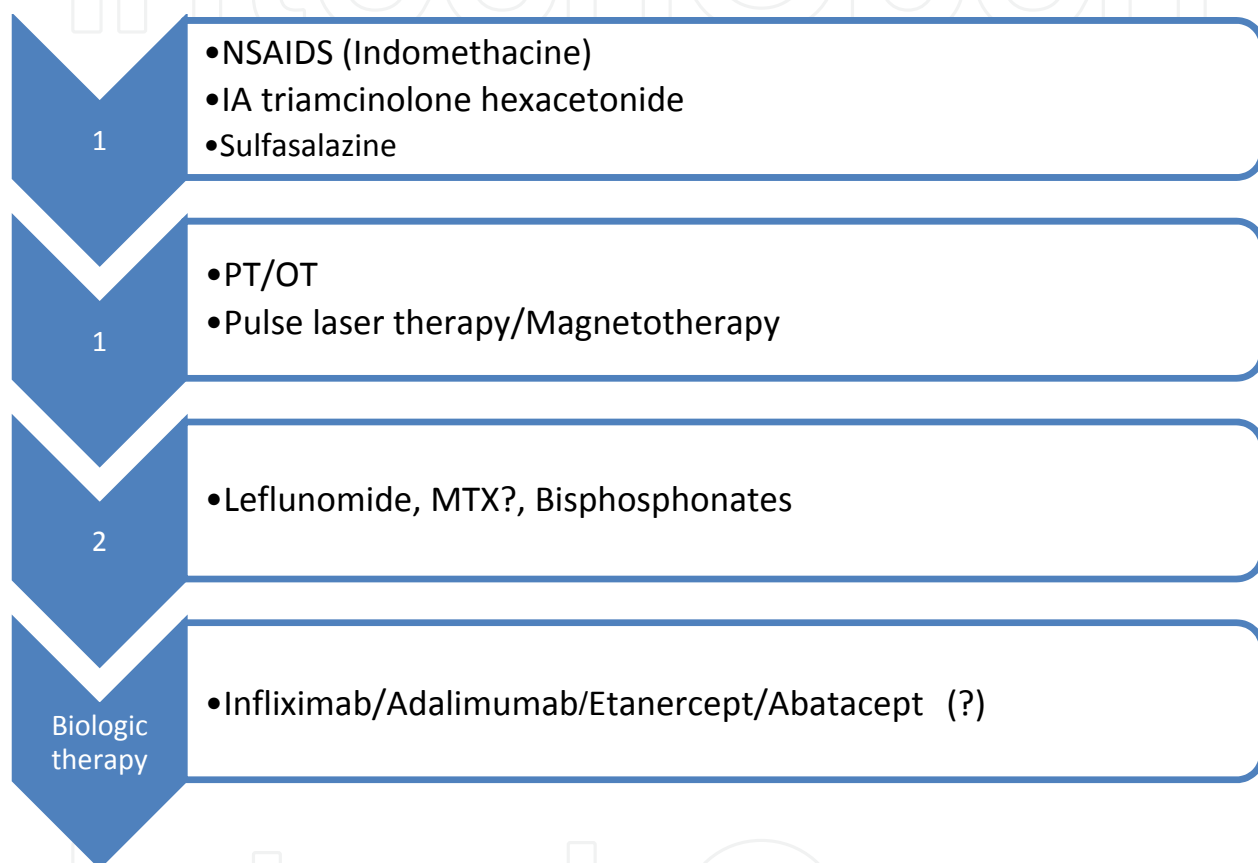 1
•NSAIDS (Indomethacine)
•IA triamcinolone hexacetonide
•Sulfasalazine
1
•PT/OT
•Pulse laser therapy/Magnetotherapy
2
•Leflunomide, MTX?, Bisphosphonates
Biologic
therapy
•Infliximab/Adalimumab/Etanercept/Abatacept (?)